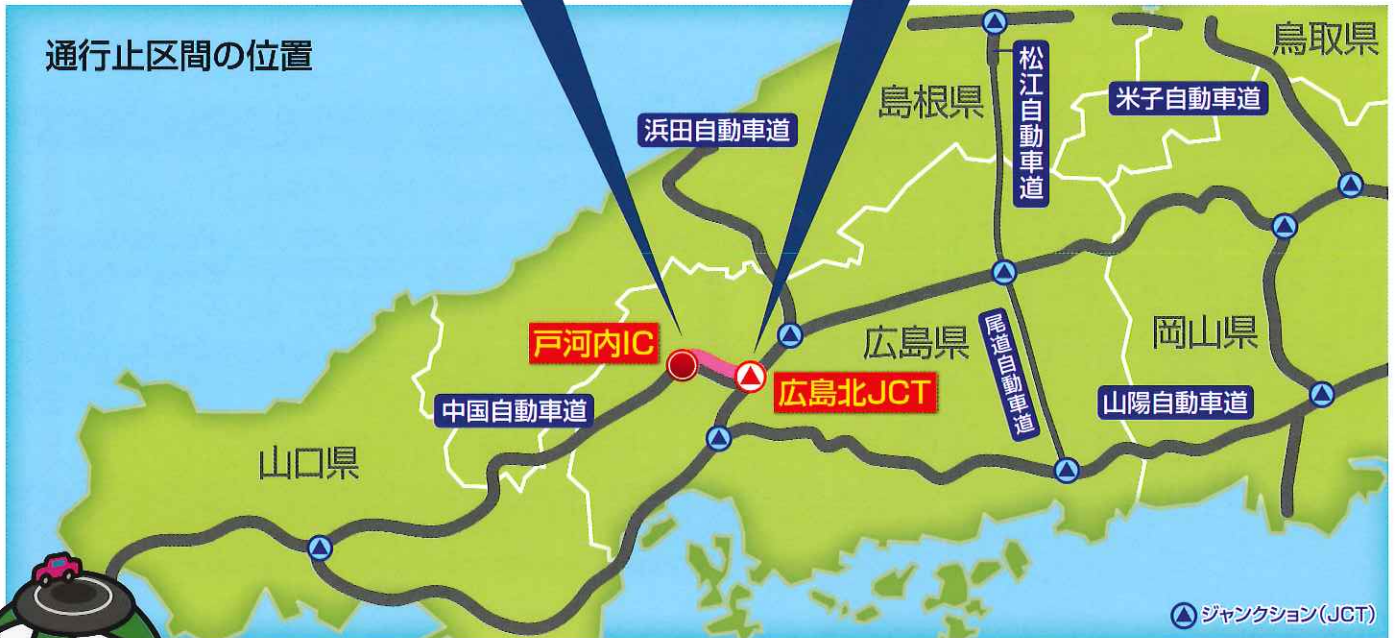 通行止区間の位置
鳥取県
島根県
松江自動車道
米子自動車道
浜田自動車道
戸河内IC
広島県
尾道自動車道
岡山県
広島北JCT
中国自動車道
山陽自動車道
山口県
ジャンクション(JCT)